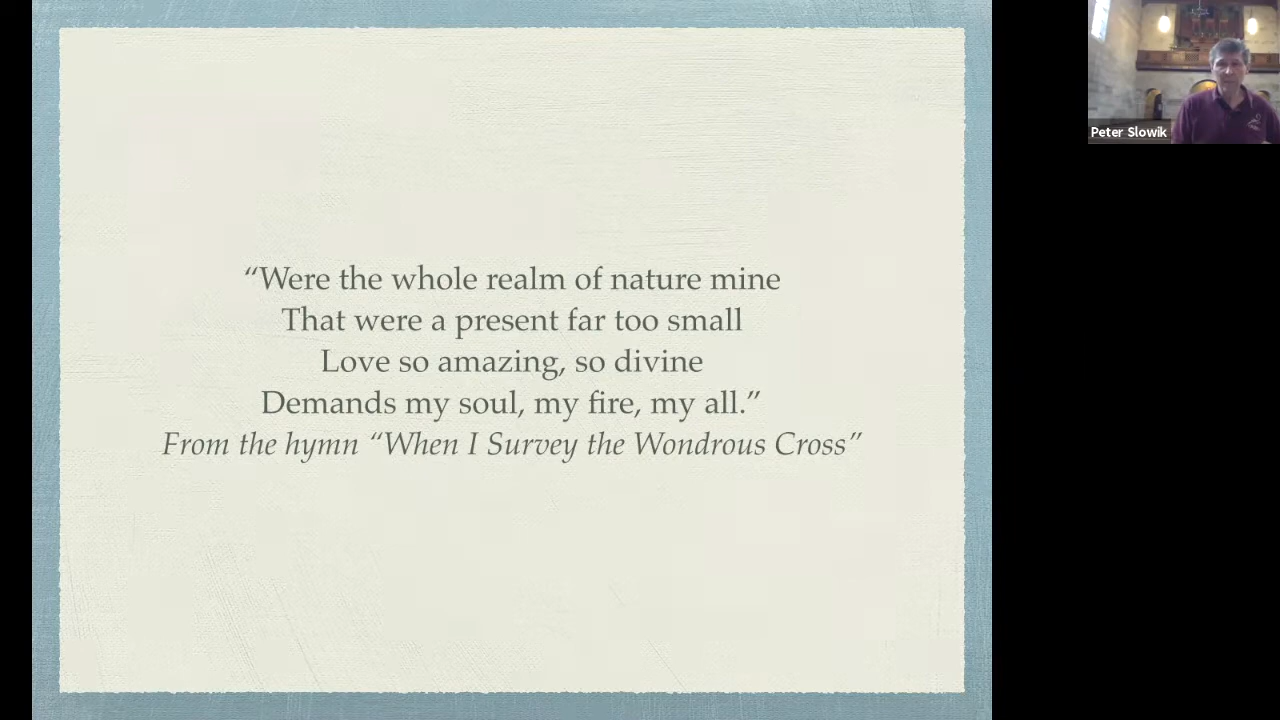 “Were the whole realm of nature mine
That were a present far too small
Love so amazing, so divine
Demands my soul, my fire, my all.”
From the hymn “When I Survey the Wondrous Cross”
Peter Slowik